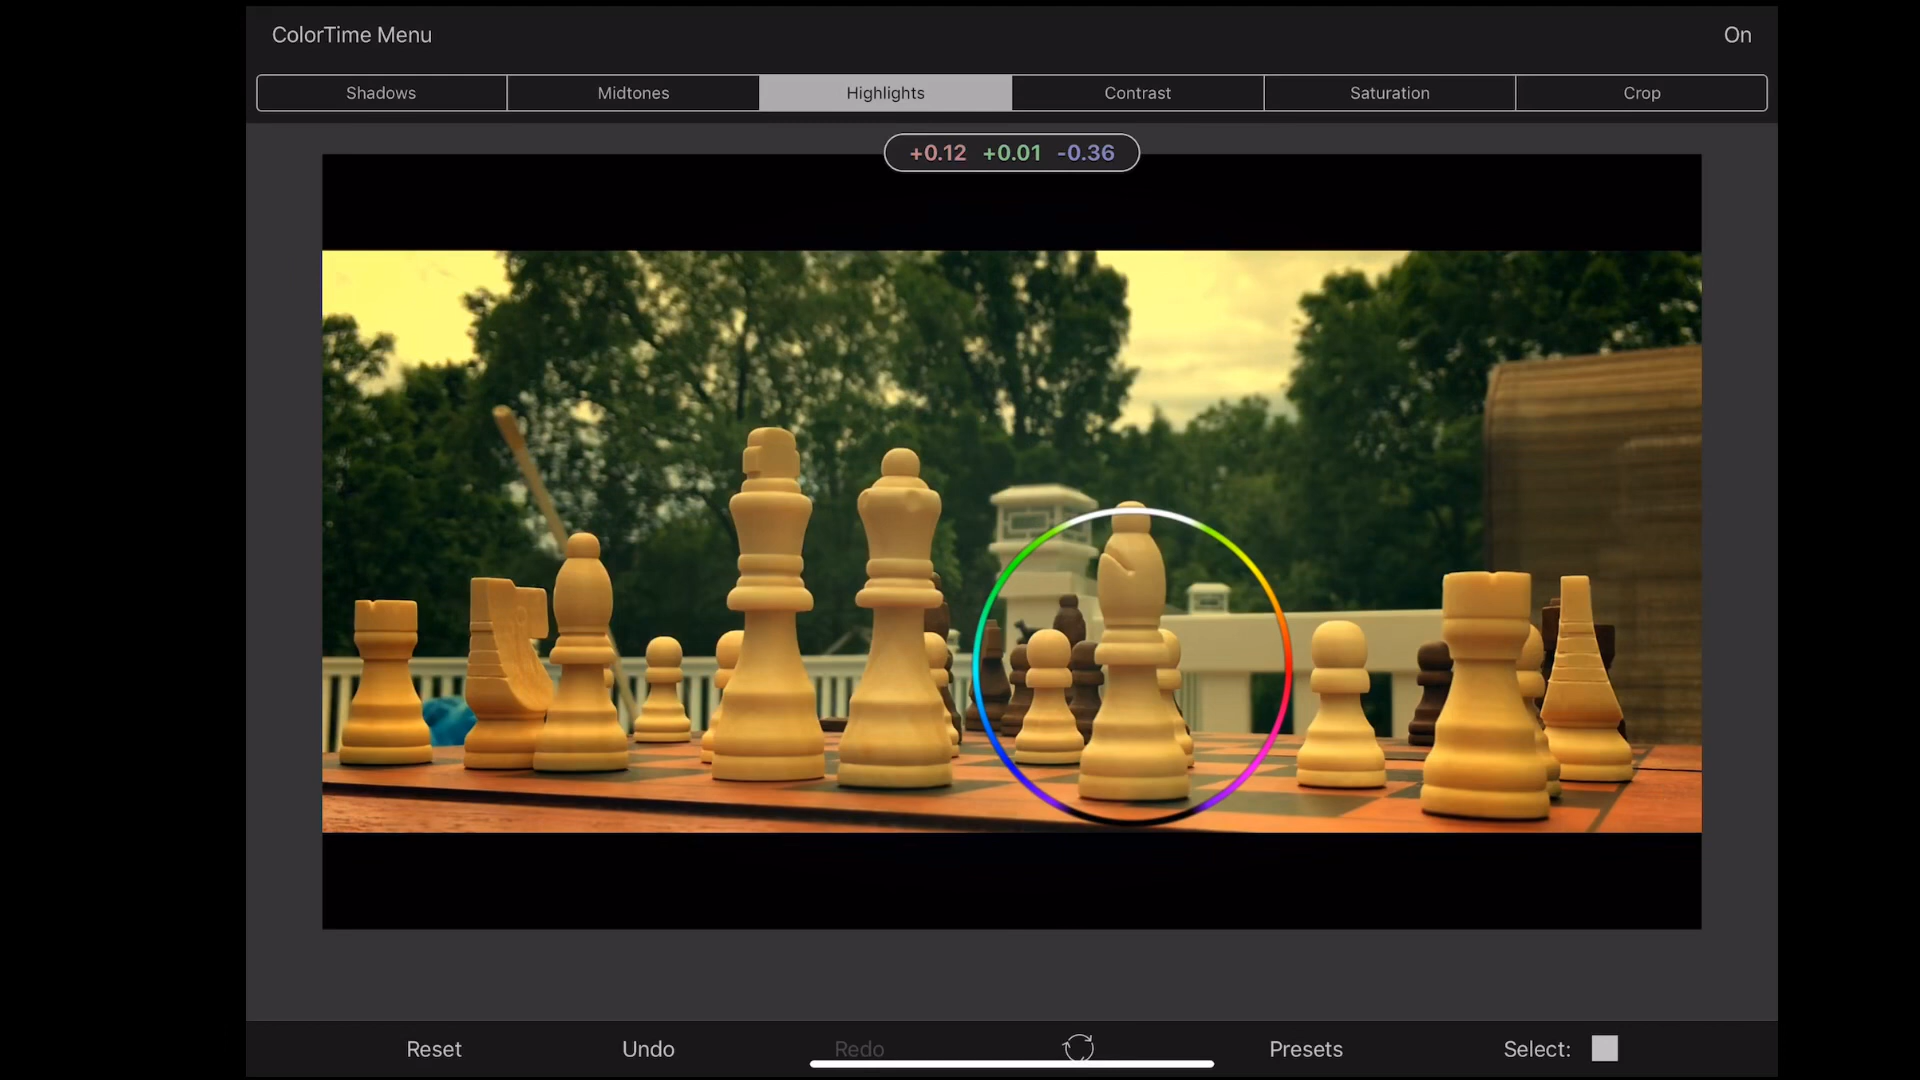 ColorTime Menu On
Shadows Midtones Highlights Contrast Saturation Crop
+0.12 +0.01 -0.36
Reset Undo Redo Presets Select: